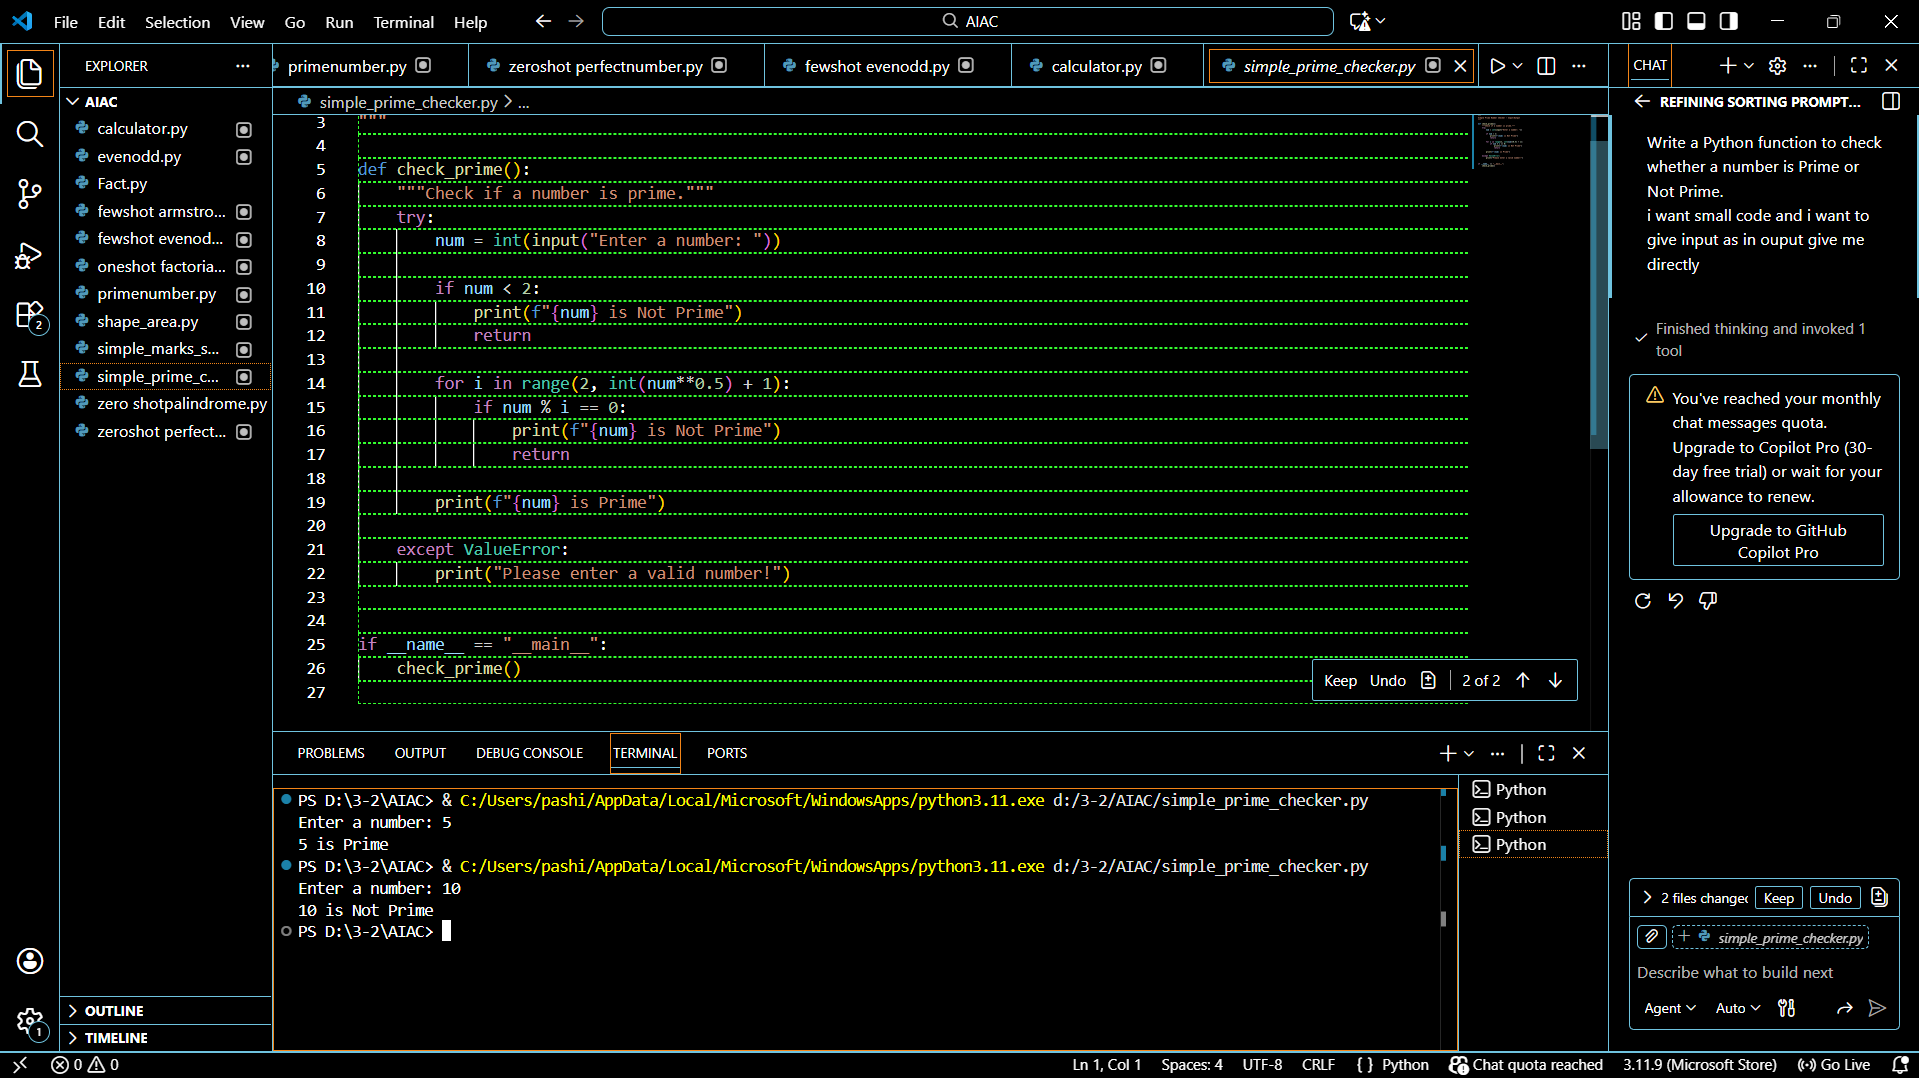 File Edit Selection View Go Run Terminal Help
AIAC
EXPLORER
AIAC
calculator.py
evenodd.py
Fact.py
fewshot armstro...
fewshot evenod...
oneshot factoria...
primenumber.py
shape_area.py
simple_marks_s...
simple_prime_c...
zero shotpalindrome.py
zeroshot perfect...
OUTLINE
TIMELINE
2
1
primenumber.py
zeroshot perfectnumber.py
fewshot evenodd.py
calculator.py
simple_prime_checker.py
simple_prime_checker.py > ...
3 """
4
5 def check_prime():
6 """Check if a number is prime."""
7 try:
8 num = int(input("Enter a number: "))
9
10 if num < 2:
11 print(f"{num} is Not Prime")
12 return
13
14 for i in range(2, int(num**0.5) + 1):
15 if num % i == 0:
16 print(f"{num} is Not Prime")
17 return
18
19 print(f"{num} is Prime")
20
21 except ValueError:
22 print("Please enter a valid number!")
23
24
25 if __name__ == "__main__":
26 check_prime()
27
Keep Undo 2 of 2
PROBLEMS OUTPUT DEBUG CONSOLE TERMINAL PORTS
PS D:\3-2\AIAC> & C:/Users/pashi/AppData/Local/Microsoft/WindowsApps/python3.11.exe d:/3-2/AIAC/simple_prime_checker.py
Enter a number: 5
5 is Prime
PS D:\3-2\AIAC> & C:/Users/pashi/AppData/Local/Microsoft/WindowsApps/python3.11.exe d:/3-2/AIAC/simple_prime_checker.py
Enter a number: 10
10 is Not Prime
PS D:\3-2\AIAC>
Python
Python
Python
CHAT
REFINING SORTING PROMPT...
Write a Python function to check
whether a number is Prime or
Not Prime.
i want small code and i want to
give input as in ouput give me
directly
Finished thinking and invoked 1
tool
You've reached your monthly
chat messages quota.
Upgrade to Copilot Pro (30-
day free trial) or wait for your
allowance to renew.
Upgrade to GitHub
Copilot Pro
2 files changed Keep Undo
simple_prime_checker.py
Describe what to build next
Agent Auto
0 0
Ln 1, Col 1 Spaces: 4 UTF-8 CRLF { } Python Chat quota reached 3.11.9 (Microsoft Store) Go Live